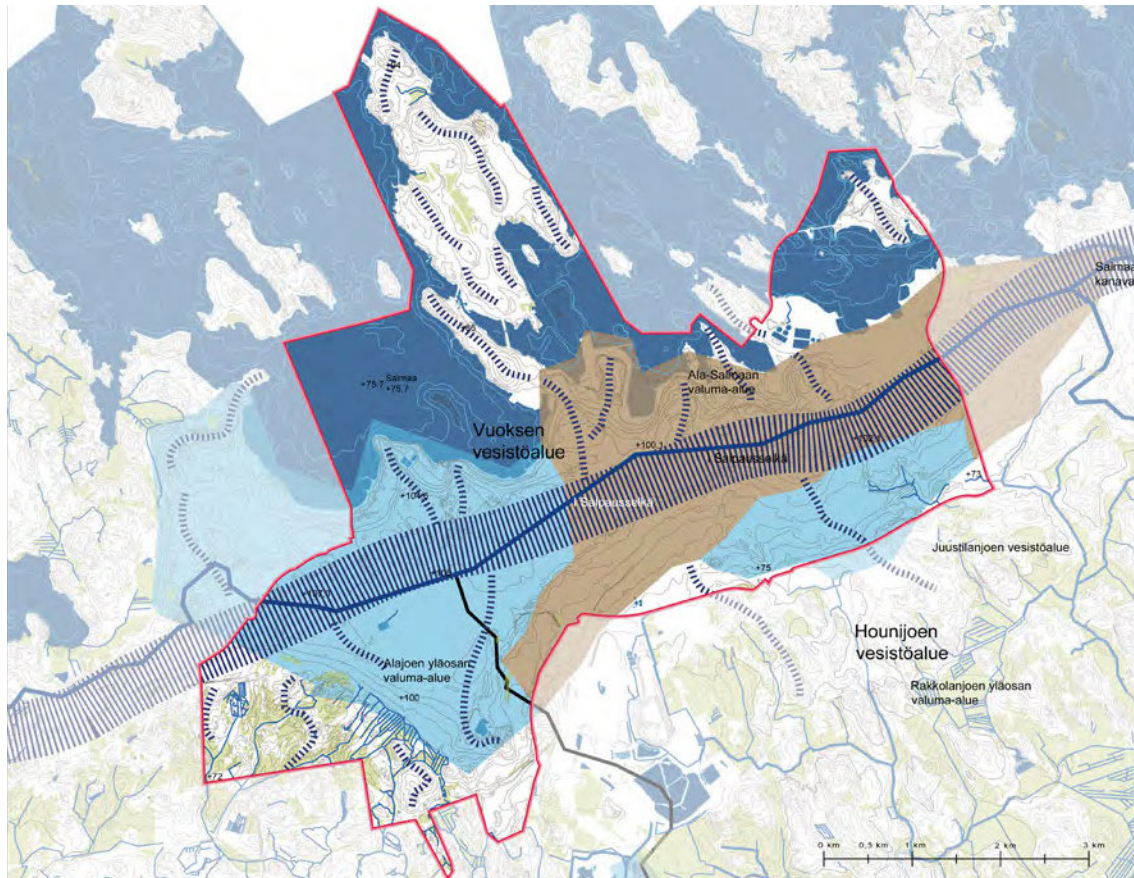 Saimaa
kanava
+75.7
Saimaa
+75.7
Ala-Saimaan
valuma-alue
Vuoksen
vesistöalue
+100.1
I Salpausselkä
I Salpausselkä
+73
Juustilanjoen vesistöalue
+75
Hounijoen
vesistöalue
Alajoen yläosan
valuma-alue
+100
Rakkolanjoen yläosan
valuma-alue
+72
0 km
0,5 km
1 km
2 km
3 km